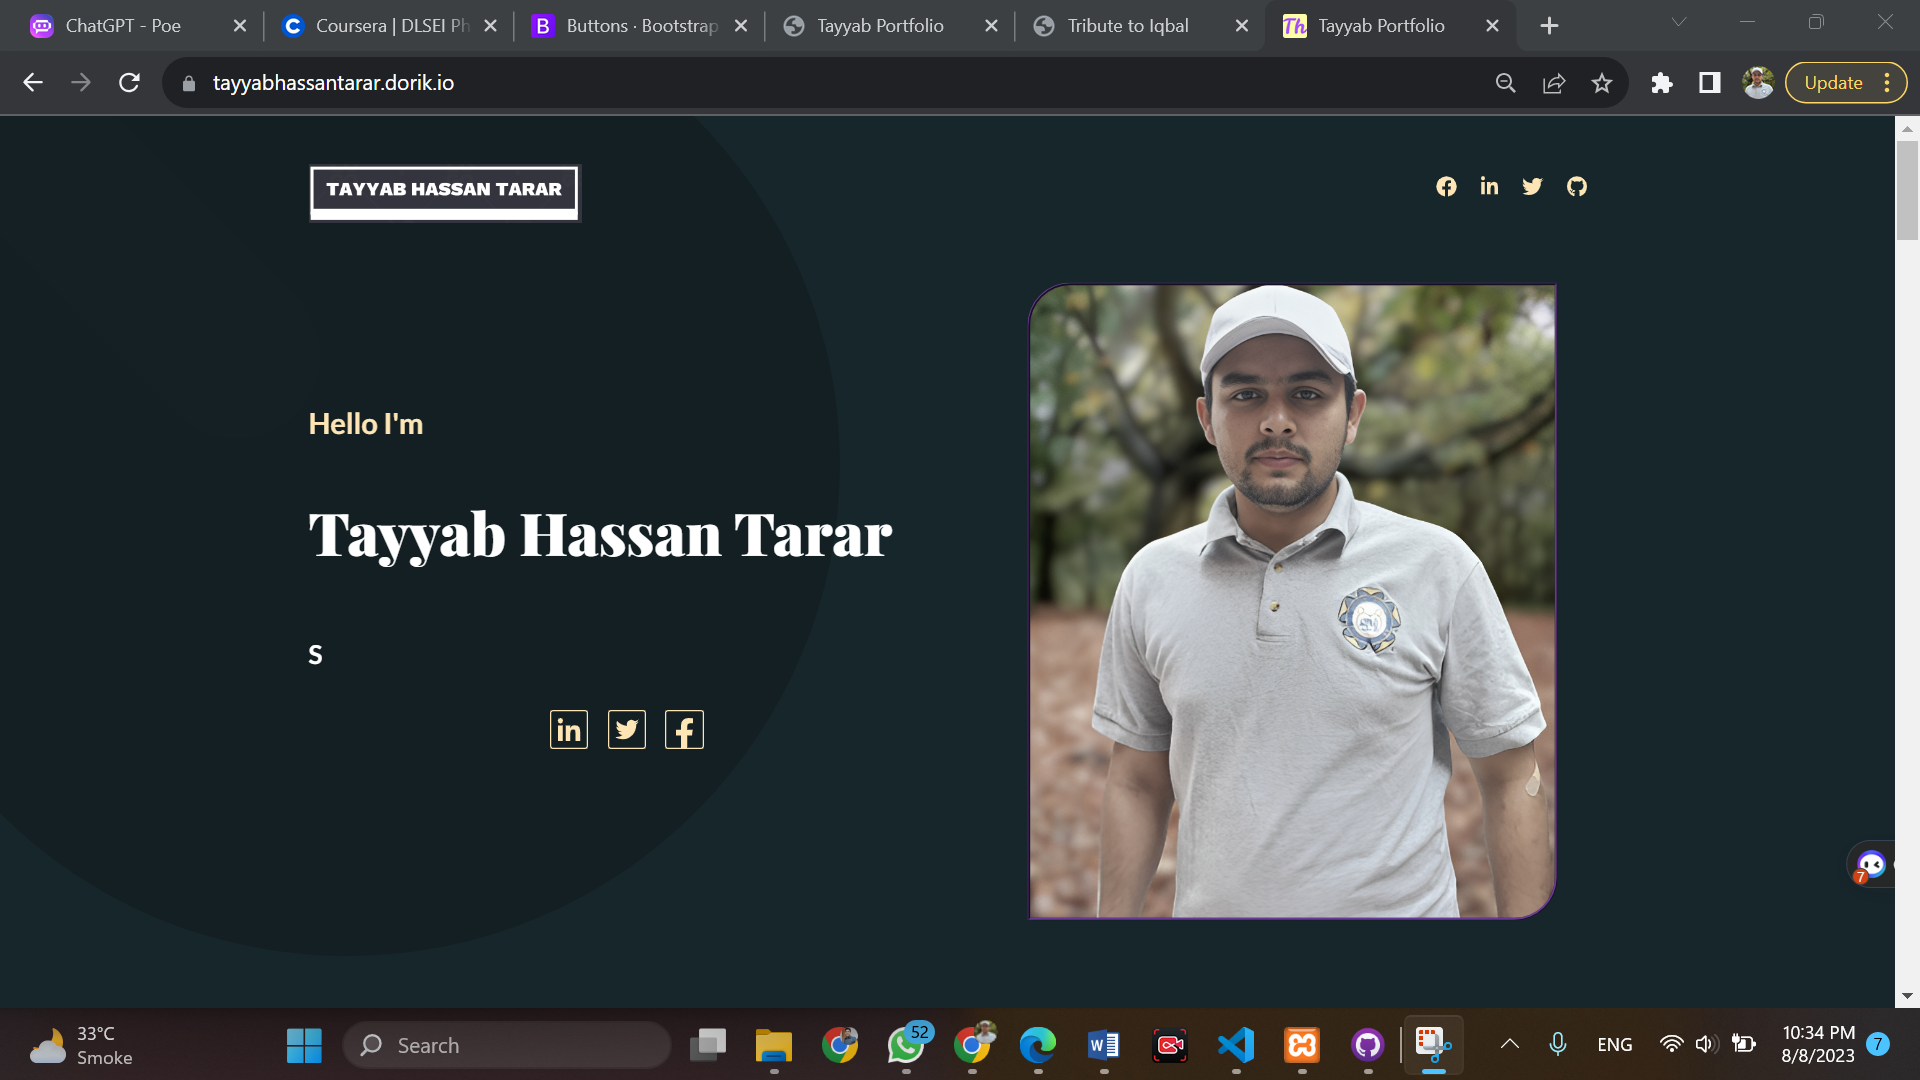 ChatGPT - Poe
Coursera | DLSEI Ph
Buttons · Bootstrap
Tayyab Portfolio
Tribute to Iqbal
Th Tayyab Portfolio
tayyabhassantarar.dorik.io
Update
TAYYAB HASSAN TARAR
Hello I'm
Tayyab Hassan Tarar
S
7
33°C
Smoke
Search
52
ENG
10:34 PM
8/8/2023
7